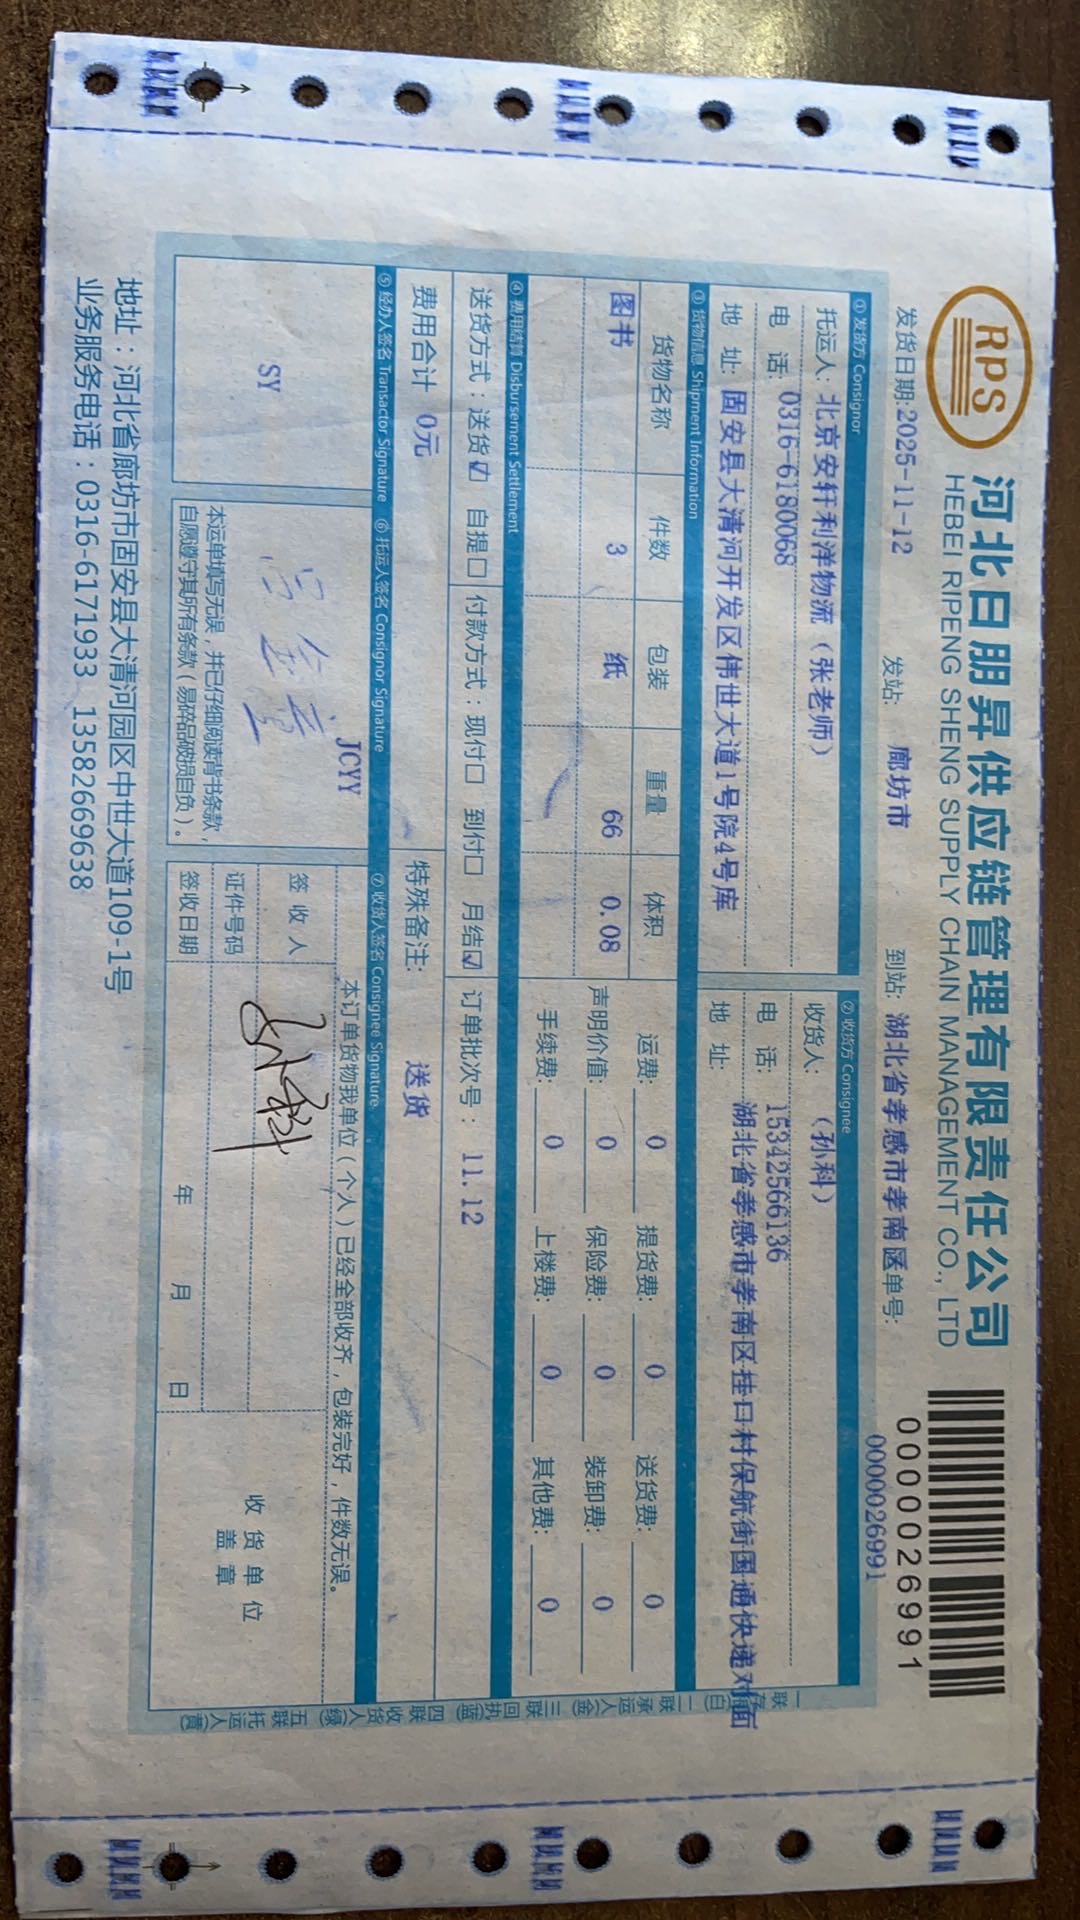 RPS
河北日朋昇供应链管理有限责任公司
HEBEI RIPENG SHENG SUPPLY CHAIN MANAGEMENT CO., LTD
0000026991
发货日期:2025-11-12 发站: 廊坊市 到站: 湖北省孝感市孝南区单号: 0000026991
① 发货方 Consignor
托运人: 北京安轩利洋物流（张老师）
电 话: 0316-6180068
地 址: 固安县大清河开发区伟世大道1号院4号库
② 收货方 Consignee
收货人: （孙科）
电 话: 15342566136
地 址: 湖北省孝感市孝南区桂口村保航街国通快递对面
③ 货物信息 Shipment Information
货物名称 件数 包装 重量 体积
图书 3 纸 66 0.08
运费: 0 提货费: 0 送货费: 0
声明价值: 0 保险费: 0 装卸费: 0
手续费: 0 上楼费: 0 其他费: 0
④ 费用结算 Disbursement Settlement
送货方式：送货☑ 自提□ 付款方式：现付□ 到付□ 月结☑ 订单批次号： 11.12
费用合计 0元 特殊备注: 送货
⑤ 经办人签名 Transactor Signature
SY
⑥ 托运人签名 Consignor Signature
JCYY
本运单填写无误，并已仔细阅读背书条款，
自愿遵守其所有条款（易碎品破损自负）。
⑦ 收货人签名 Consignee Signature
本订单货物我单位（个人）已经全部收齐，包装完好，件数无误。
签 收 人
孙科
证件号码
签收日期 年 月 日
收 货 单 位
盖 章
一联 存根(白) 二联 承运人(金) 三联 回执(蓝) 四联 收货人(绿) 五联 托运人(黄)
地址：河北省廊坊市固安县大清河园区中世大道109-1号
业务服务电话：0316-6171933 13582669638